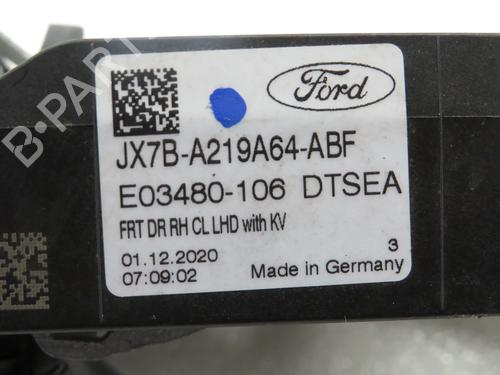 Ford
JX7B-A219A64-ABF
E03480-106 DTSEA
FRT DR RH CL LHD with KV
01.12.2020
07:09:02
3
Made in Germany
B-PARTS